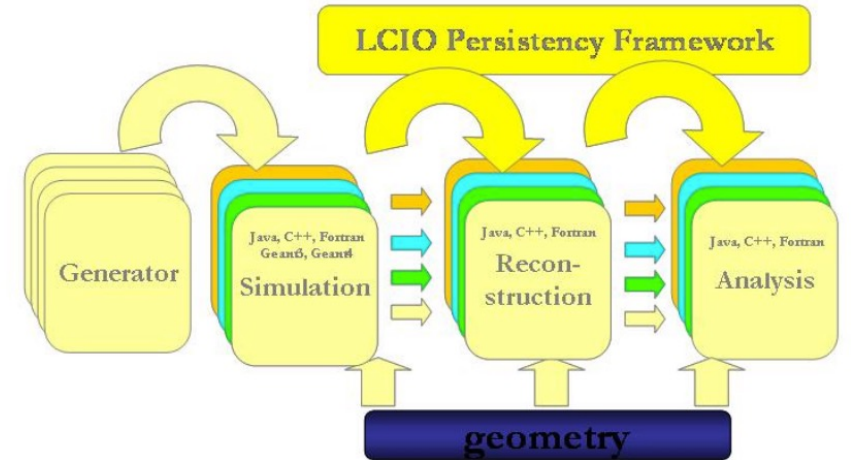 LCIO Persistency Framework
Generator
Java, C++, Fortran
Geant3, Geant4
Simulation
Java, C++, Fortran
Recon-
struction
Java, C++, Fortran
Analysis
geometry